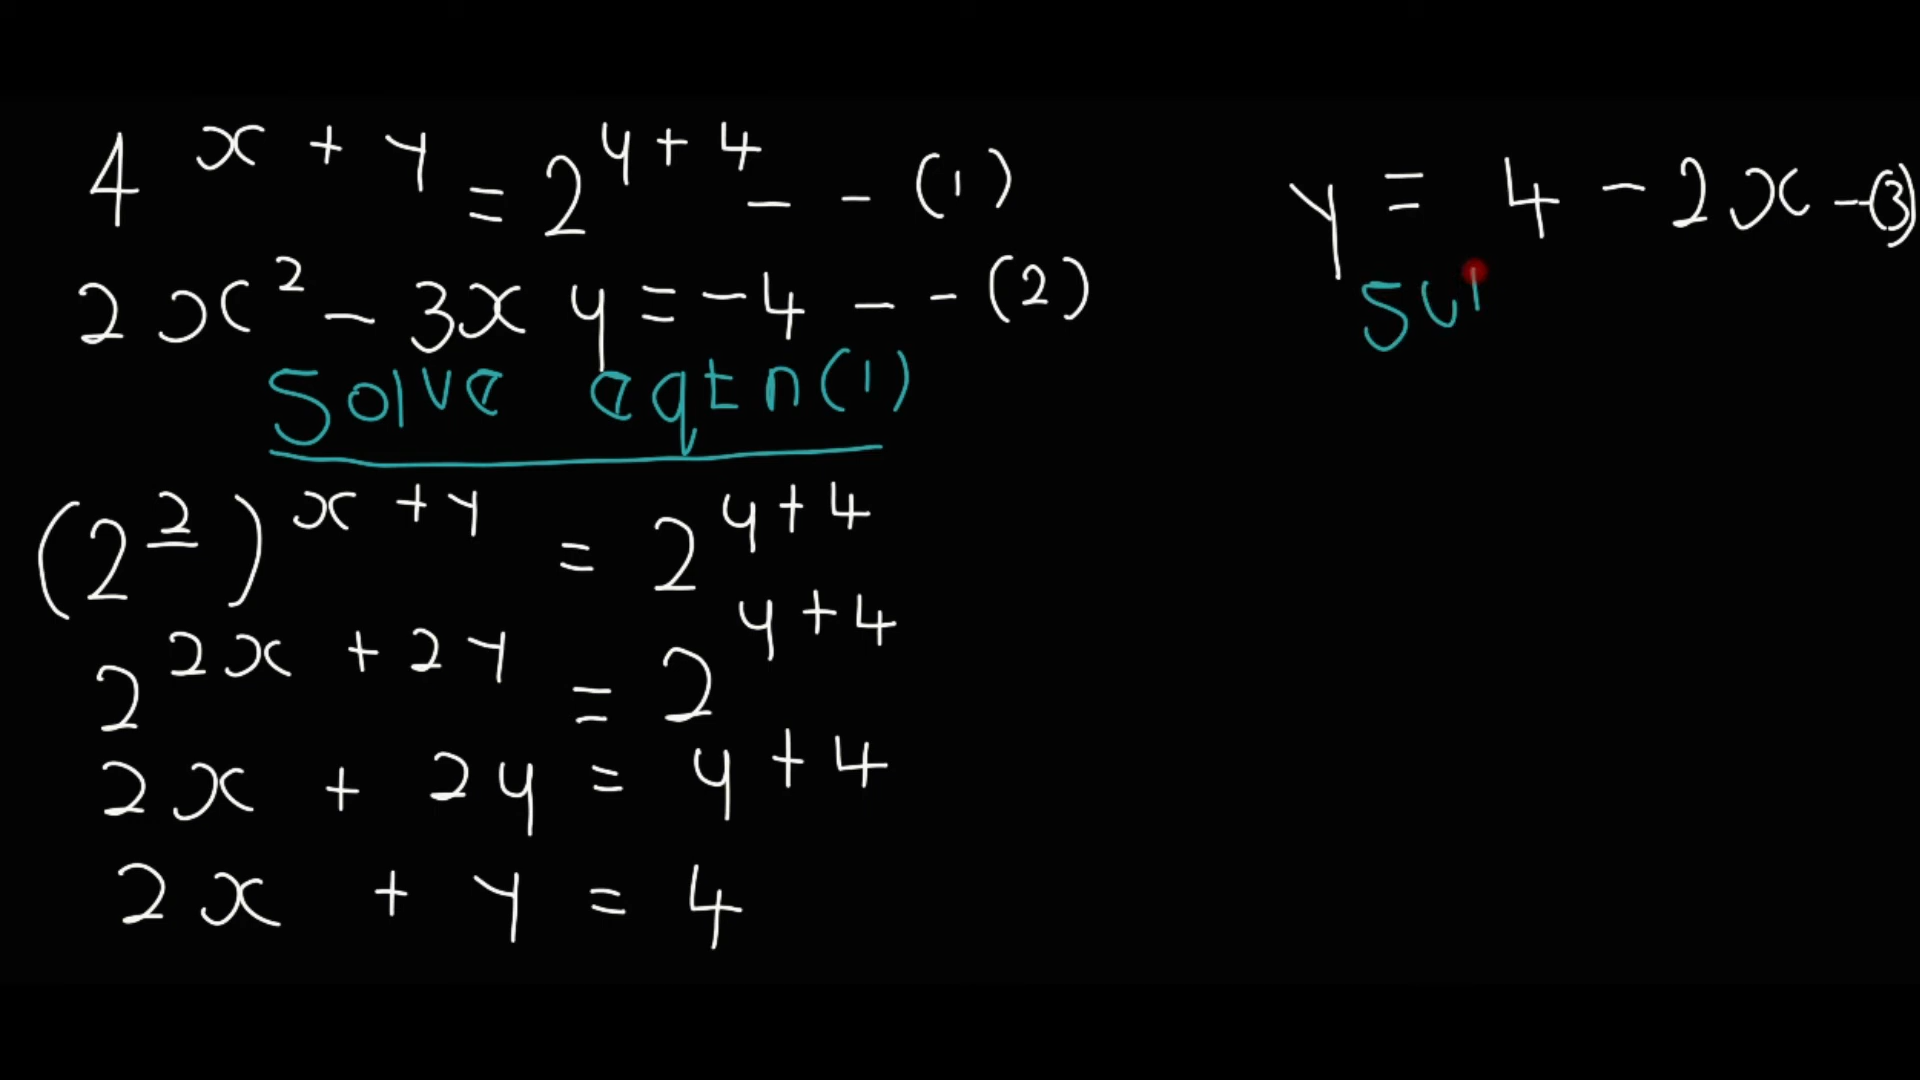 4^{x + y} = 2^{y + 4} - - (1)
2x² - 3xy = -4 - - (2)
Solve eqtn(1)
(2²)^{x + y} = 2^{y + 4}
2^{2x + 2y} = 2^{y + 4}
2x + 2y = y + 4
2x + y = 4
y = 4 - 2x - (3)